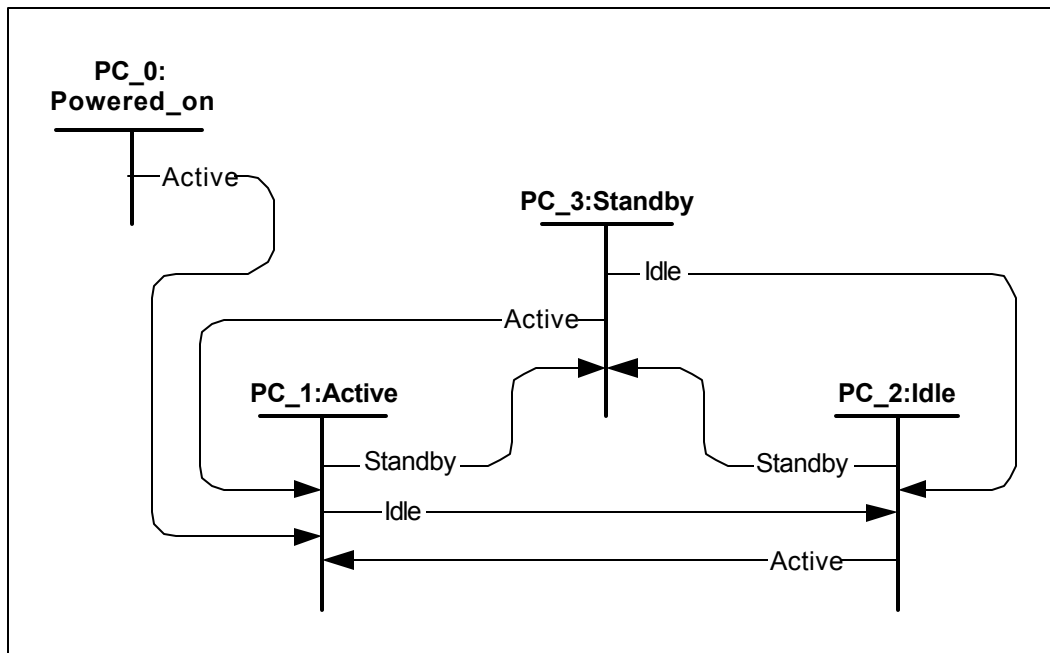 PC_0:
Powered_on
Active
PC_3:Standby
Idle
Active
PC_1:Active
PC_2:Idle
Standby
Standby
Idle
Active